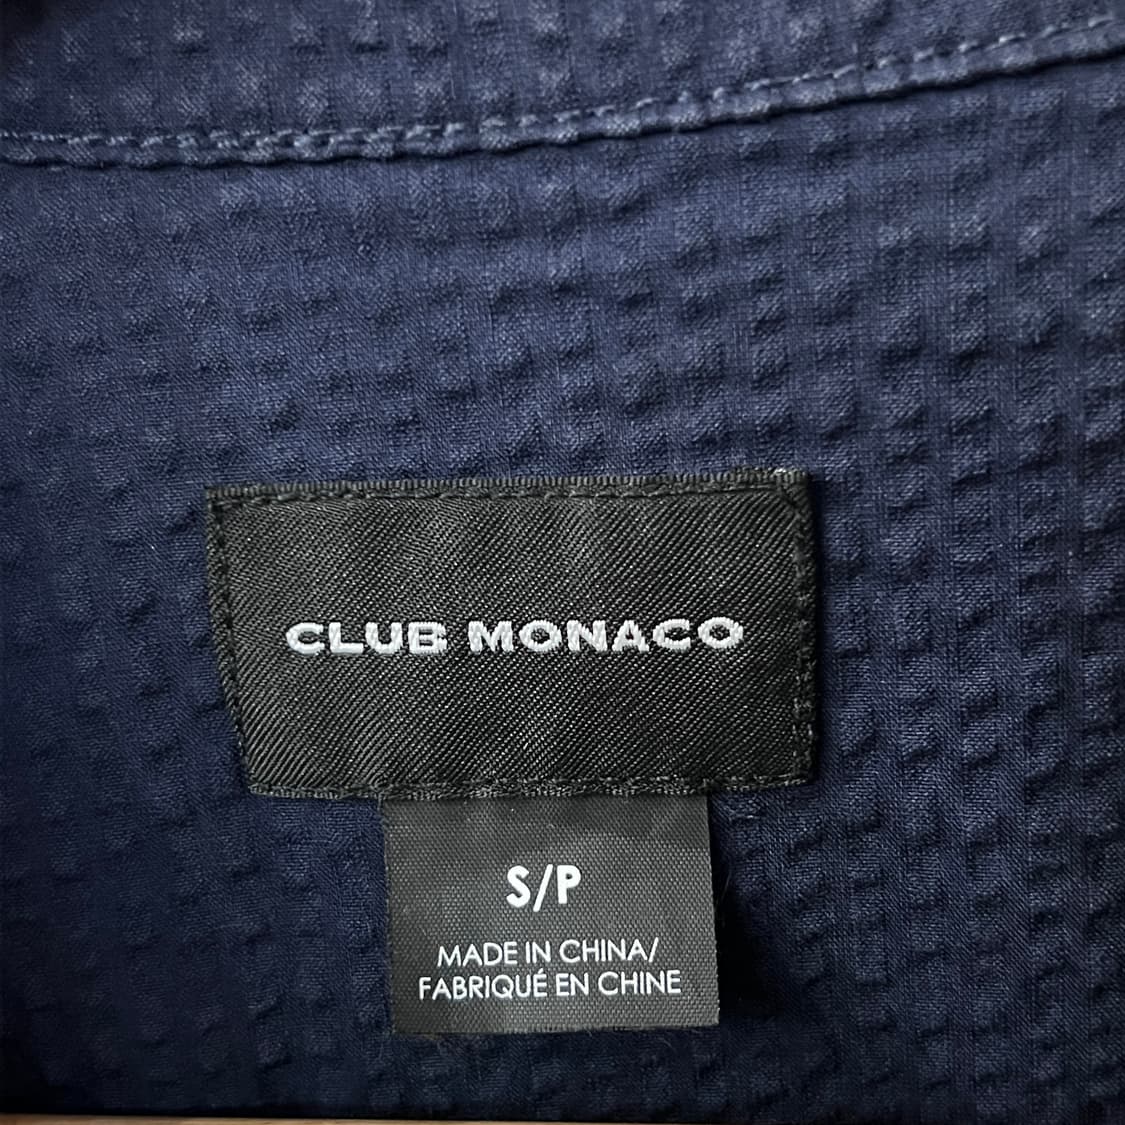 CLUB MONACO
S/P
MADE IN CHINA/
FABRIQUÉ EN CHINE